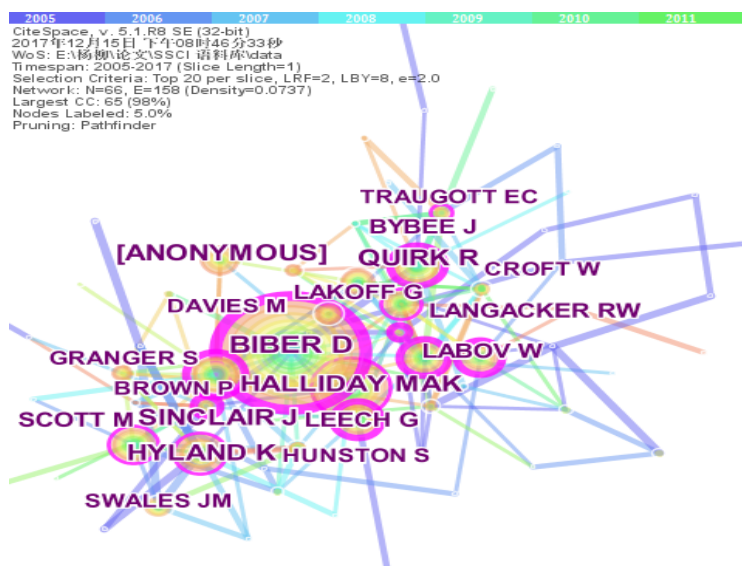 2005 2006 2007 2008 2009 2010 2011
CiteSpace, v. 5.1.R8 SE (32-bit)
2017年12月15日 下午08时46分33秒
WoS: E:\杨柳\论文\SSCI 语料库\data
Timespan: 2005-2017 (Slice Length=1)
Selection Criteria: Top 20 per slice, LRF=2, LBY=8, e=2.0
Network: N=66, E=158 (Density=0.0737)
Largest CC: 65 (98%)
Nodes Labeled: 5.0%
Pruning: Pathfinder
TRAUGOTT EC
BYBEE J
[ANONYMOUS]
QUIRK R
CROFT W
LAKOFF G
DAVIES M
LANGACKER RW
BIBER D
LABOV W
GRANGER S
BROWN P
HALLIDAY MAK
SCOTT M
SINCLAIR J
LEECH G
HYLAND K
HUNSTON S
SWALES JM